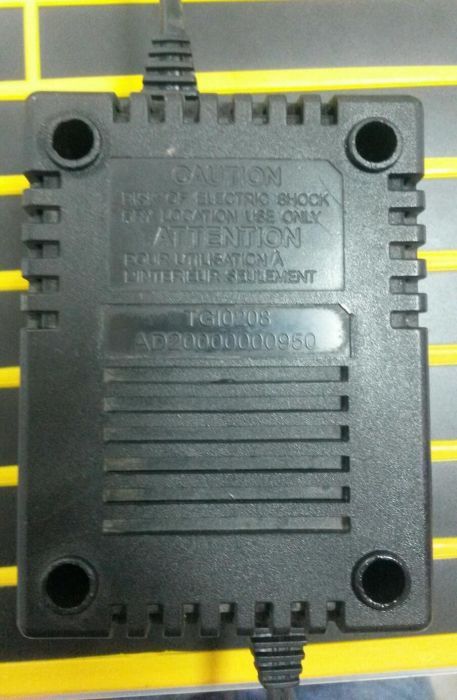 CAUTION
RISK OF ELECTRIC SHOCK
DRY LOCATION USE ONLY
ATTENTION
POUR UTILISATION À
L'INTERIEUR SEULEMENT
TGI0208
AD20000000950